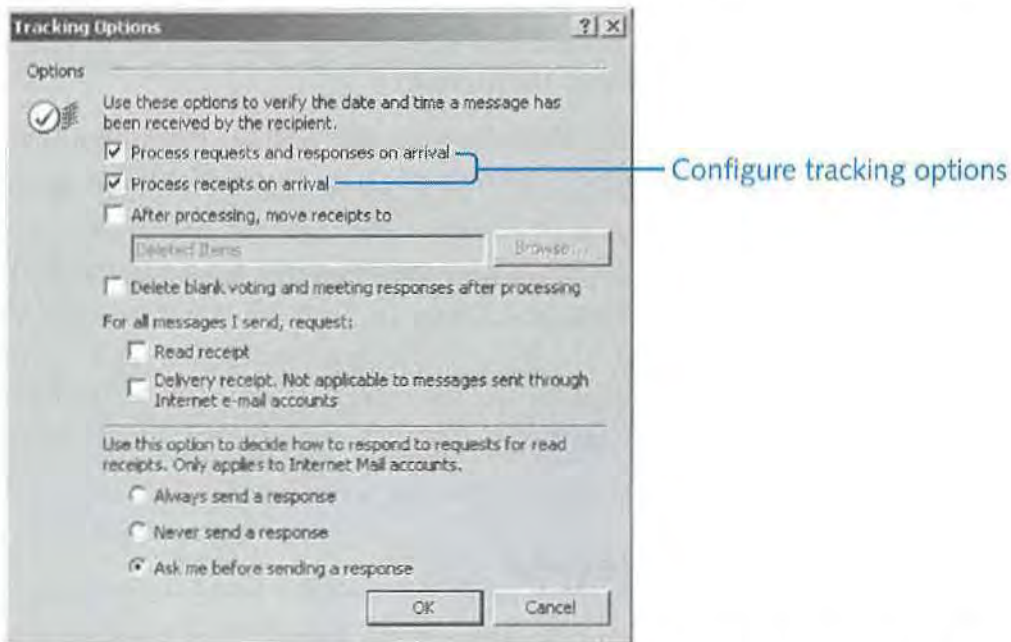 Tracking Options
Options
Use these options to verify the date and time a message has
been received by the recipient.
Process requests and responses on arrival
Process receipts on arrival
Configure tracking options
After processing, move receipts to
Deleted Items
Browse...
Delete blank voting and meeting responses after processing
For all messages I send, request:
Read receipt
Delivery receipt. Not applicable to messages sent through
Internet e-mail accounts
Use this option to decide how to respond to requests for read
receipts. Only applies to Internet Mail accounts.
Always send a response
Never send a response
Ask me before sending a response
OK
Cancel